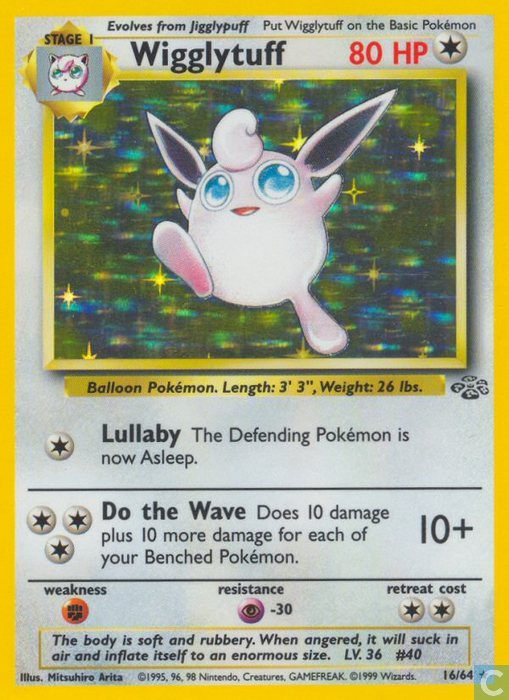 Evolves from Jigglypuff Put Wigglytuff on the Basic Pokémon
STAGE 1
Wigglytuff 80 HP
Balloon Pokémon. Length: 3' 3", Weight: 26 lbs.
Lullaby The Defending Pokémon is
now Asleep.
Do the Wave Does 10 damage
plus 10 more damage for each of
your Benched Pokémon.
10+
weakness resistance retreat cost
-30
The body is soft and rubbery. When angered, it will suck in
air and inflate itself to an enormous size. LV. 36 #40
Illus. Mitsuhiro Arita ©1995, 96, 98 Nintendo, Creatures, GAMEFREAK. ©1999 Wizards. 16/64 ★
C